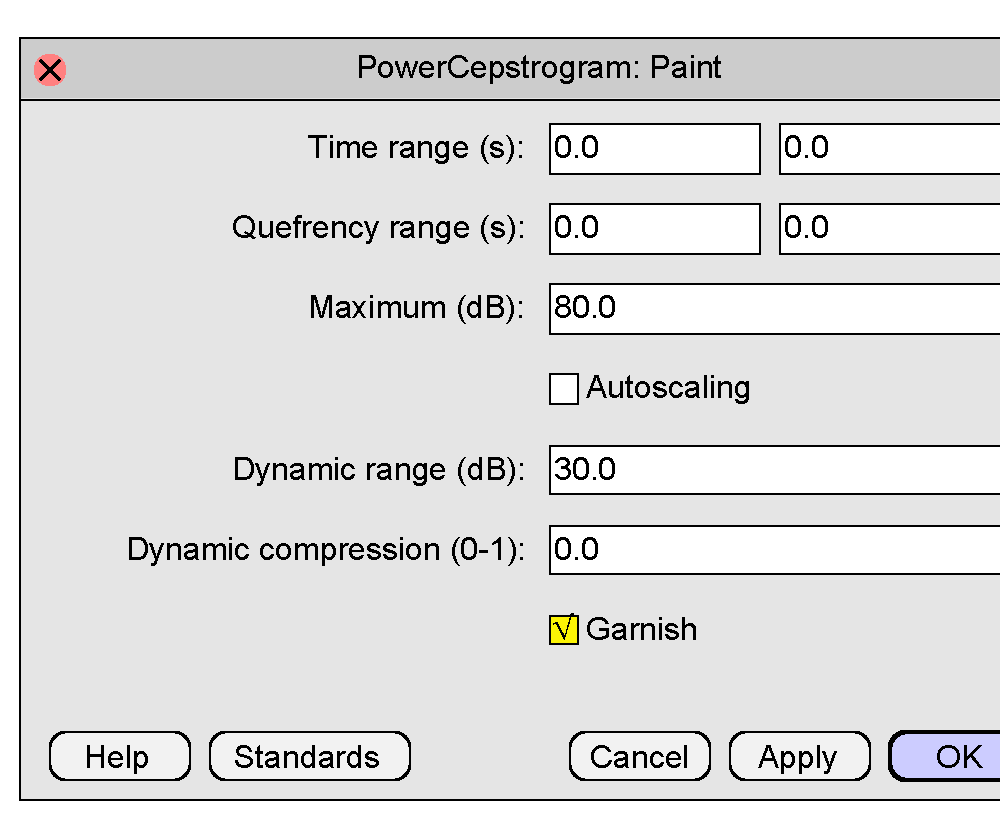 PowerCepstrogram: Paint
Time range (s): 0.0 0.0
Quefrency range (s): 0.0 0.0
Maximum (dB): 80.0
Autoscaling
Dynamic range (dB): 30.0
Dynamic compression (0-1): 0.0
√ Garnish
Help Standards Cancel Apply OK